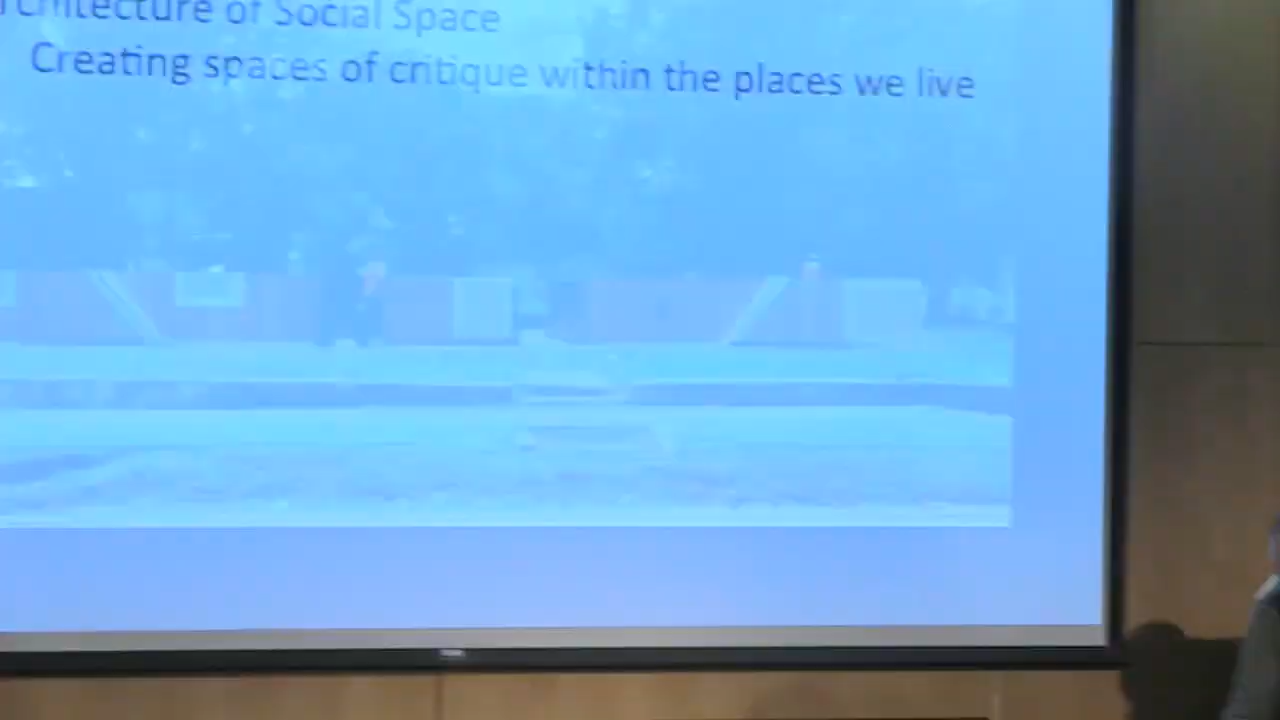 rchitecture of Social Space
Creating spaces of critique within the places we live